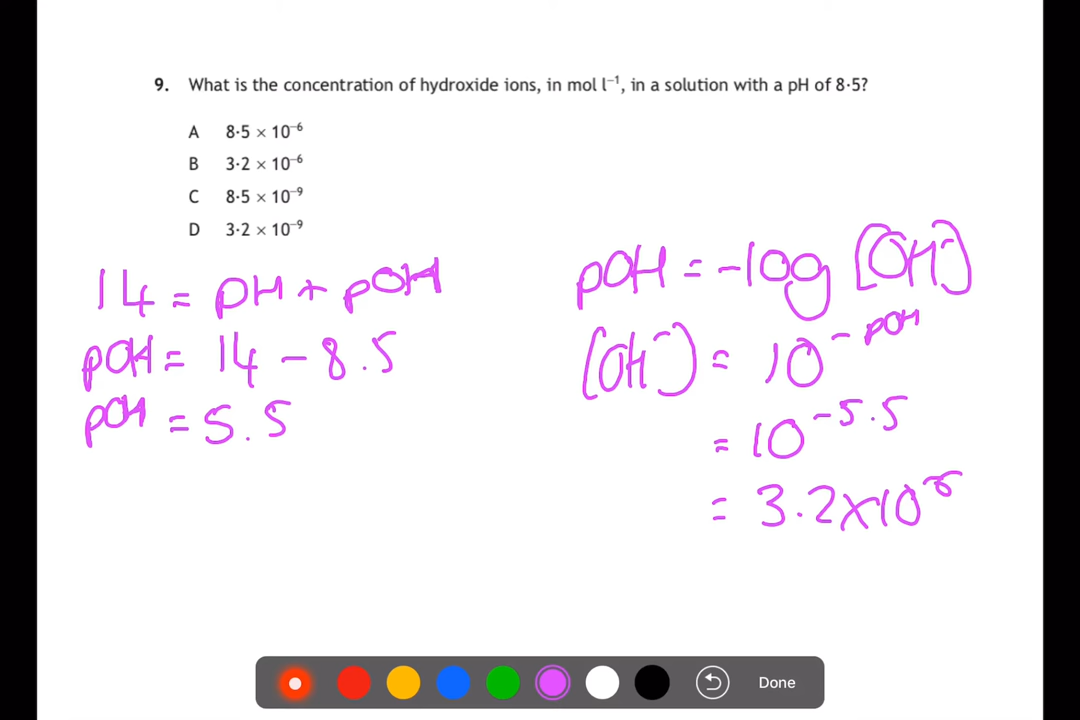 9. What is the concentration of hydroxide ions, in mol l⁻¹, in a solution with a pH of 8·5?
A 8·5 × 10⁻⁶
B 3·2 × 10⁻⁶
C 8·5 × 10⁻⁹
D 3·2 × 10⁻⁹
14 = pH + pOH
pOH = 14 - 8.5
pOH = 5.5
pOH = -log [OH⁻]
[OH⁻] = 10^-pOH
= 10^-5.5
= 3.2×10
Done